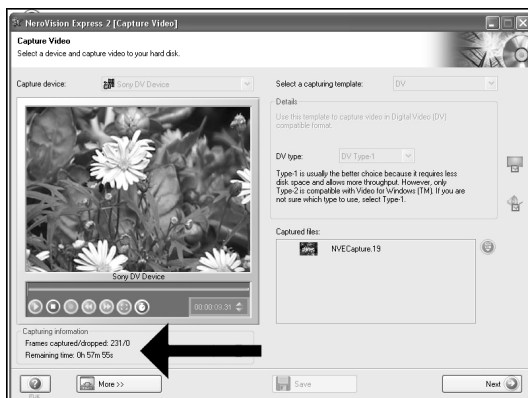 NeroVision Express 2 [Capture Video]
Capture Video
Select a device and capture video to your hard disk.
Capture device:
Sony DV Device
Select a capturing template:
DV
Details
Use this template to capture video in Digital Video (DV)
compatible format.
DV type:
DV Type-1
Type-1 is usually the better choice because it requires less
disk space and allows more throughput. However, only
Type-2 is compatible with Video for Windows (TM). If you are
not sure which type to use, select Type-1.
Sony DV Device
00:00:09.31
Captured files:
NVECapture.19
Capturing information
Frames captured/dropped: 231/0
Remaining time: 0h 57m 55s
More >>
Save
Next